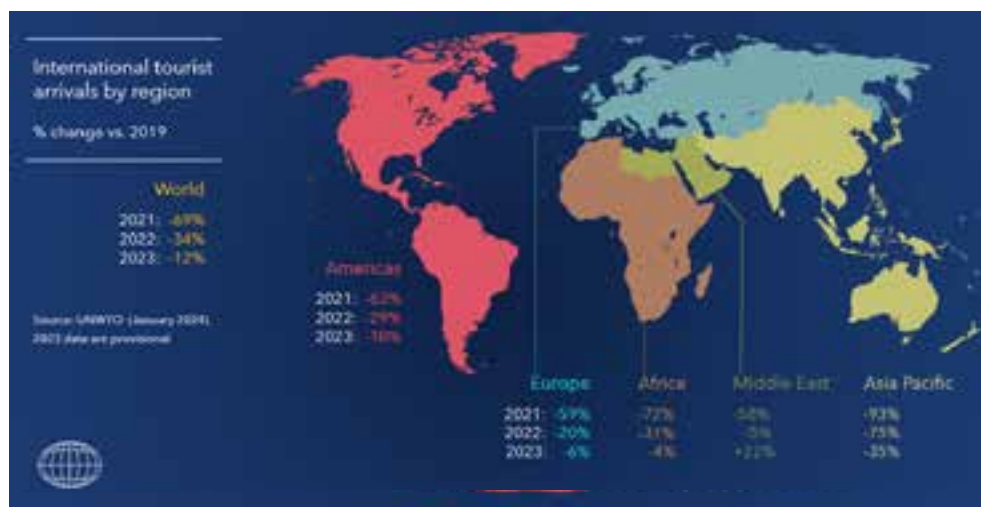 International tourist
arrivals by region
% change vs. 2019
World
2021: -69%
2022: -34%
2023: -12%
Source: UNWTO (January 2024),
2023 data are provisional
Americas
2021: -63%
2022: -29%
2023: -10%
Europe
2021: -59%
2022: -20%
2023: -6%
Africa
-72%
-31%
-4%
Middle East
-58%
-5%
+22%
Asia Pacific
-93%
-75%
-35%